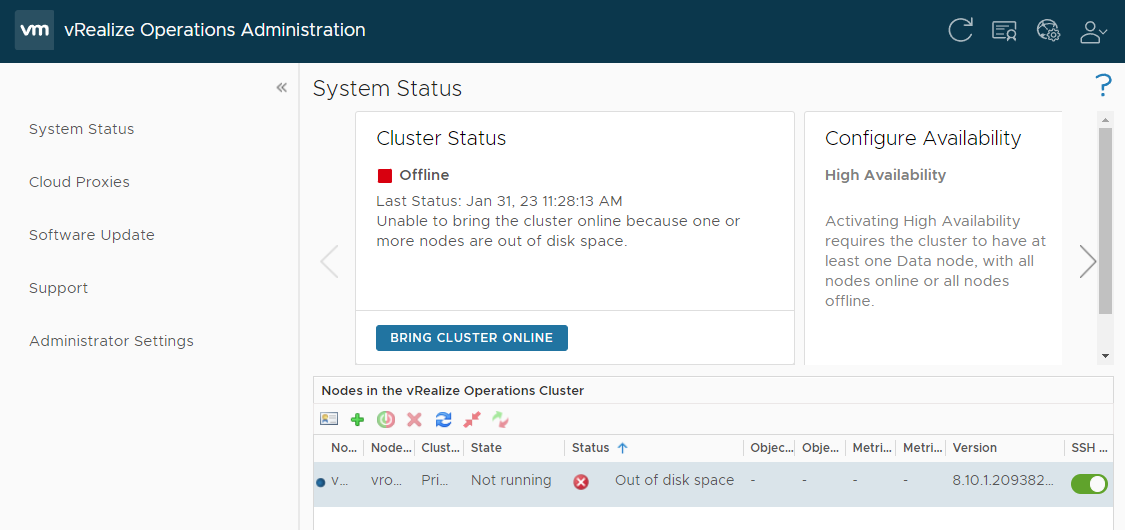 vm vRealize Operations Administration
«
System Status
Cloud Proxies
Software Update
Support
Administrator Settings
System Status
?
Cluster Status
Offline
Last Status: Jan 31, 23 11:28:13 AM
Unable to bring the cluster online because one or
more nodes are out of disk space.
BRING CLUSTER ONLINE
Configure Availability
High Availability
Activating High Availability
requires the cluster to have at
least one Data node, with all
nodes online or all nodes
offline.
Nodes in the vRealize Operations Cluster
No... Node... Clust... State Status Objec... Obje... Metri... Metri... Version SSH ...
v... vro... Pri... Not running Out of disk space - - - - 8.10.1.209382...